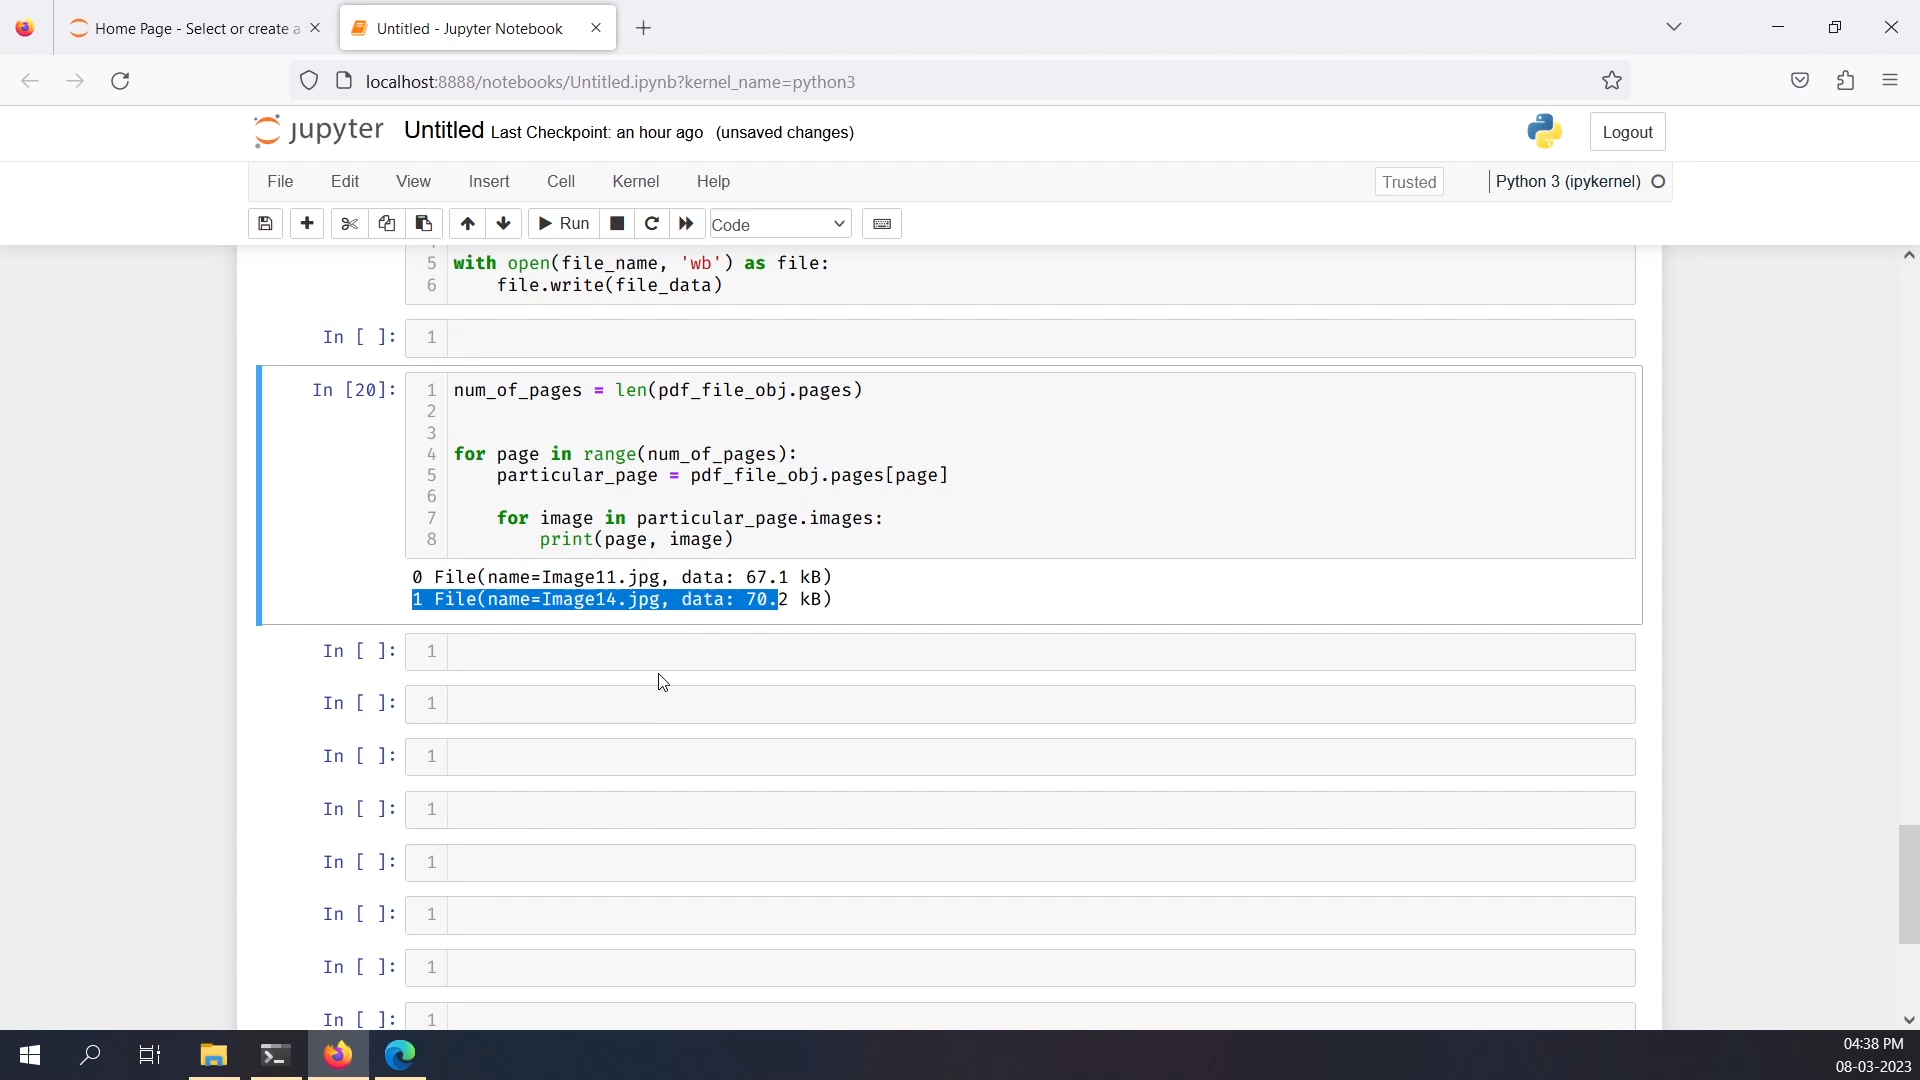 Home Page - Select or create a
Untitled - Jupyter Notebook
localhost:8888/notebooks/Untitled.ipynb?kernel_name=python3
jupyter Untitled Last Checkpoint: an hour ago (unsaved changes)
Logout
File Edit View Insert Cell Kernel Help
Trusted
Python 3 (ipykernel)
Run
Code
5 with open(file_name, 'wb') as file:
6 file.write(file_data)
In [ ]: 1
In [20]: 1 num_of_pages = len(pdf_file_obj.pages)
2
3
4 for page in range(num_of_pages):
5 particular_page = pdf_file_obj.pages[page]
6
7 for image in particular_page.images:
8 print(page, image)
0 File(name=Image11.jpg, data: 67.1 kB)
1 File(name=Image14.jpg, data: 70.2 kB)
In [ ]: 1
In [ ]: 1
In [ ]: 1
In [ ]: 1
In [ ]: 1
In [ ]: 1
In [ ]: 1
In [ ]: 1
04:38 PM
08-03-2023